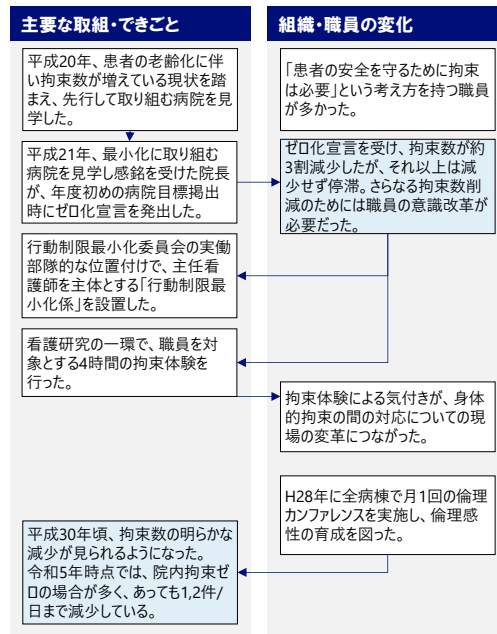 主要な取組・できごと
平成20年、患者の老齢化に
伴い拘束数が増えている現状を踏
まえ、先行して取り組む病院を見
学した。
平成21年、最小化に取り組む
病院を見学し感銘を受けた院長
が、年度初めの病院目標掲出
時にゼロ化宣言を発出した。
行動制限最小化委員会の実働
部隊的な位置付けで、主任看
護師を主体とする「行動制限最
小化係」を設置した。
看護研究の一環で、職員を対
象とする4時間の拘束体験を
行った。
平成30年頃、拘束数の明らかな
減少が見られるようになった。
令和5年時点では、院内拘束ゼ
ロの場合が多く、あっても1,2件/
日まで減少している。
組織・職員の変化
「患者の安全を守るために拘束
は必要」という考え方を持つ職員
が多かった。
ゼロ化宣言を受け、拘束数が約
3割減少したが、それ以上は減
少せず停滞。さらなる拘束数削
減のためには職員の意識改革が
必要だった。
拘束体験による気付きが、身体
的拘束の間の対応についての現
場の変革につながった。
H28年に全病棟で月1回の倫理
カンファレンスを実施し、倫理感
性の育成を図った。